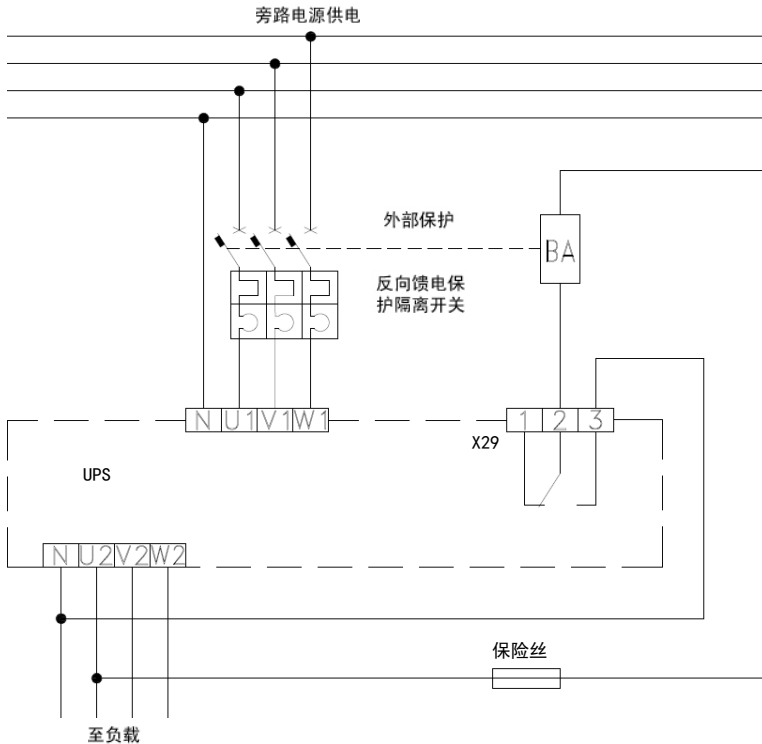 旁路电源供电
外部保护
BA
反向馈电保
护隔离开关
N U1 V1 W1
1 2 3
X29
UPS
N U2 V2 W2
保险丝
至负载